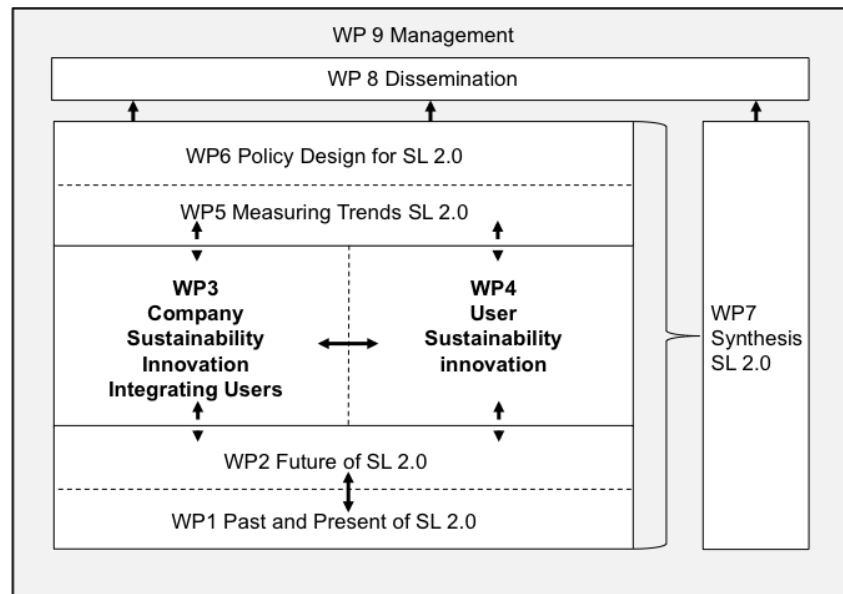 WP 9 Management
WP 8 Dissemination
WP6 Policy Design for SL 2.0
WP5 Measuring Trends SL 2.0
WP3
Company
Sustainability
Innovation
Integrating Users
WP4
User
Sustainability
innovation
WP7
Synthesis
SL 2.0
WP2 Future of SL 2.0
WP1 Past and Present of SL 2.0